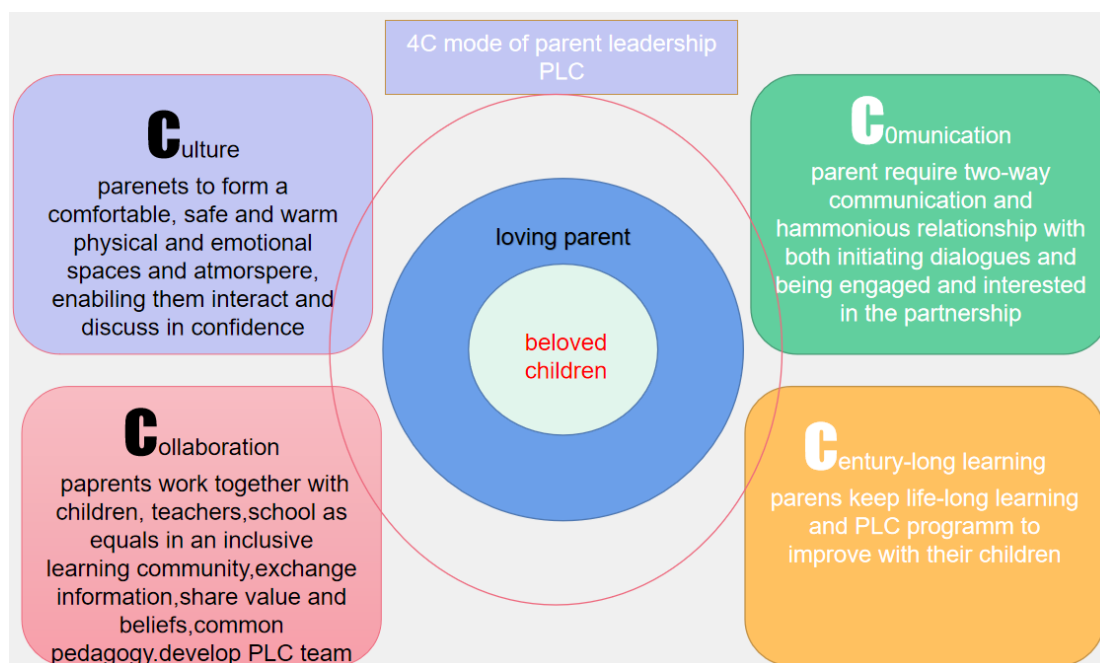 4C mode of parent leadership
PLC
Culture
parenets to form a
comfortable, safe and warm
physical and emotional
spaces and atmorspere,
enabiling them interact and
discuss in confidence
C0munication
parent require two-way
communication and
hammonious relationship with
both initiating dialogues and
being engaged and interested
in the partnership
loving parent
beloved
children
Collaboration
paprents work together with
children, teachers,school as
equals in an inclusive
learning community,exchange
information,share value and
beliefs,common
pedagogy.develop PLC team
Century-long learning
parens keep life-long learning
and PLC programm to
improve with their children